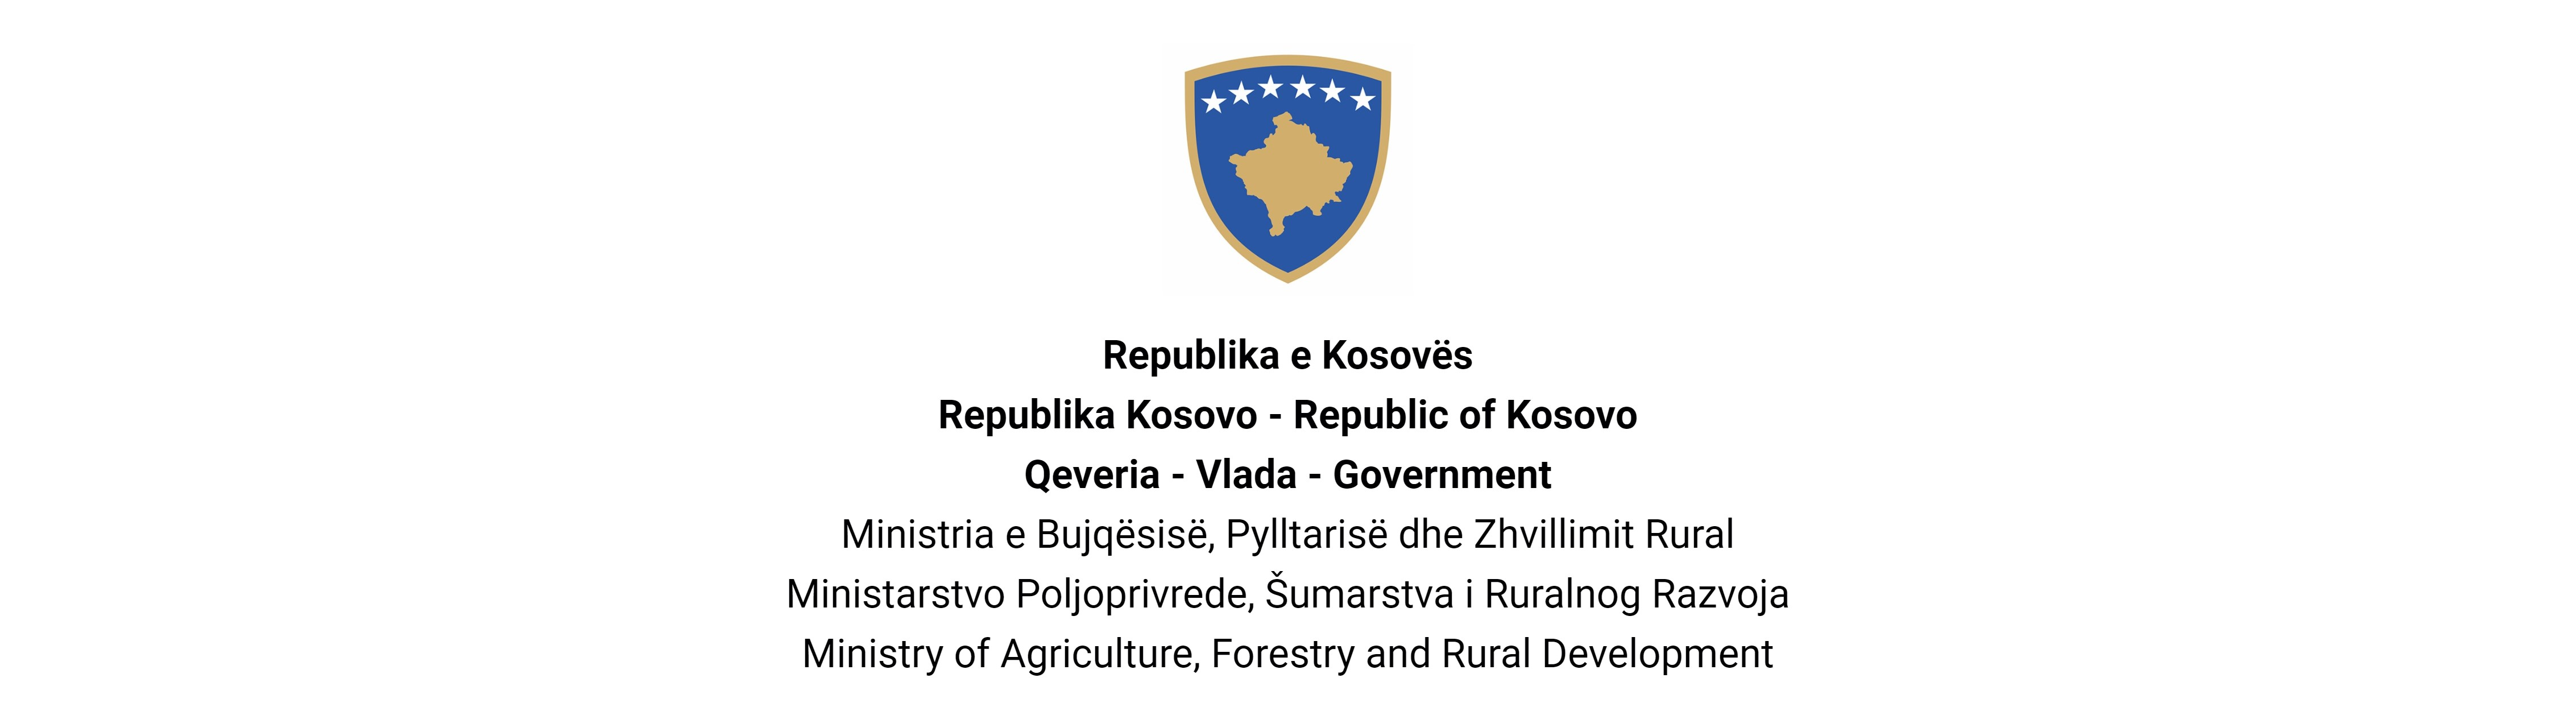 Republika e Kosovës
Republika Kosovo - Republic of Kosovo
Qeveria - Vlada - Government
Ministria e Bujqësisë, Pylltarisë dhe Zhvillimit Rural
Ministarstvo Poljoprivrede, Šumarstva i Ruralnog Razvoja
Ministry of Agriculture, Forestry and Rural Development